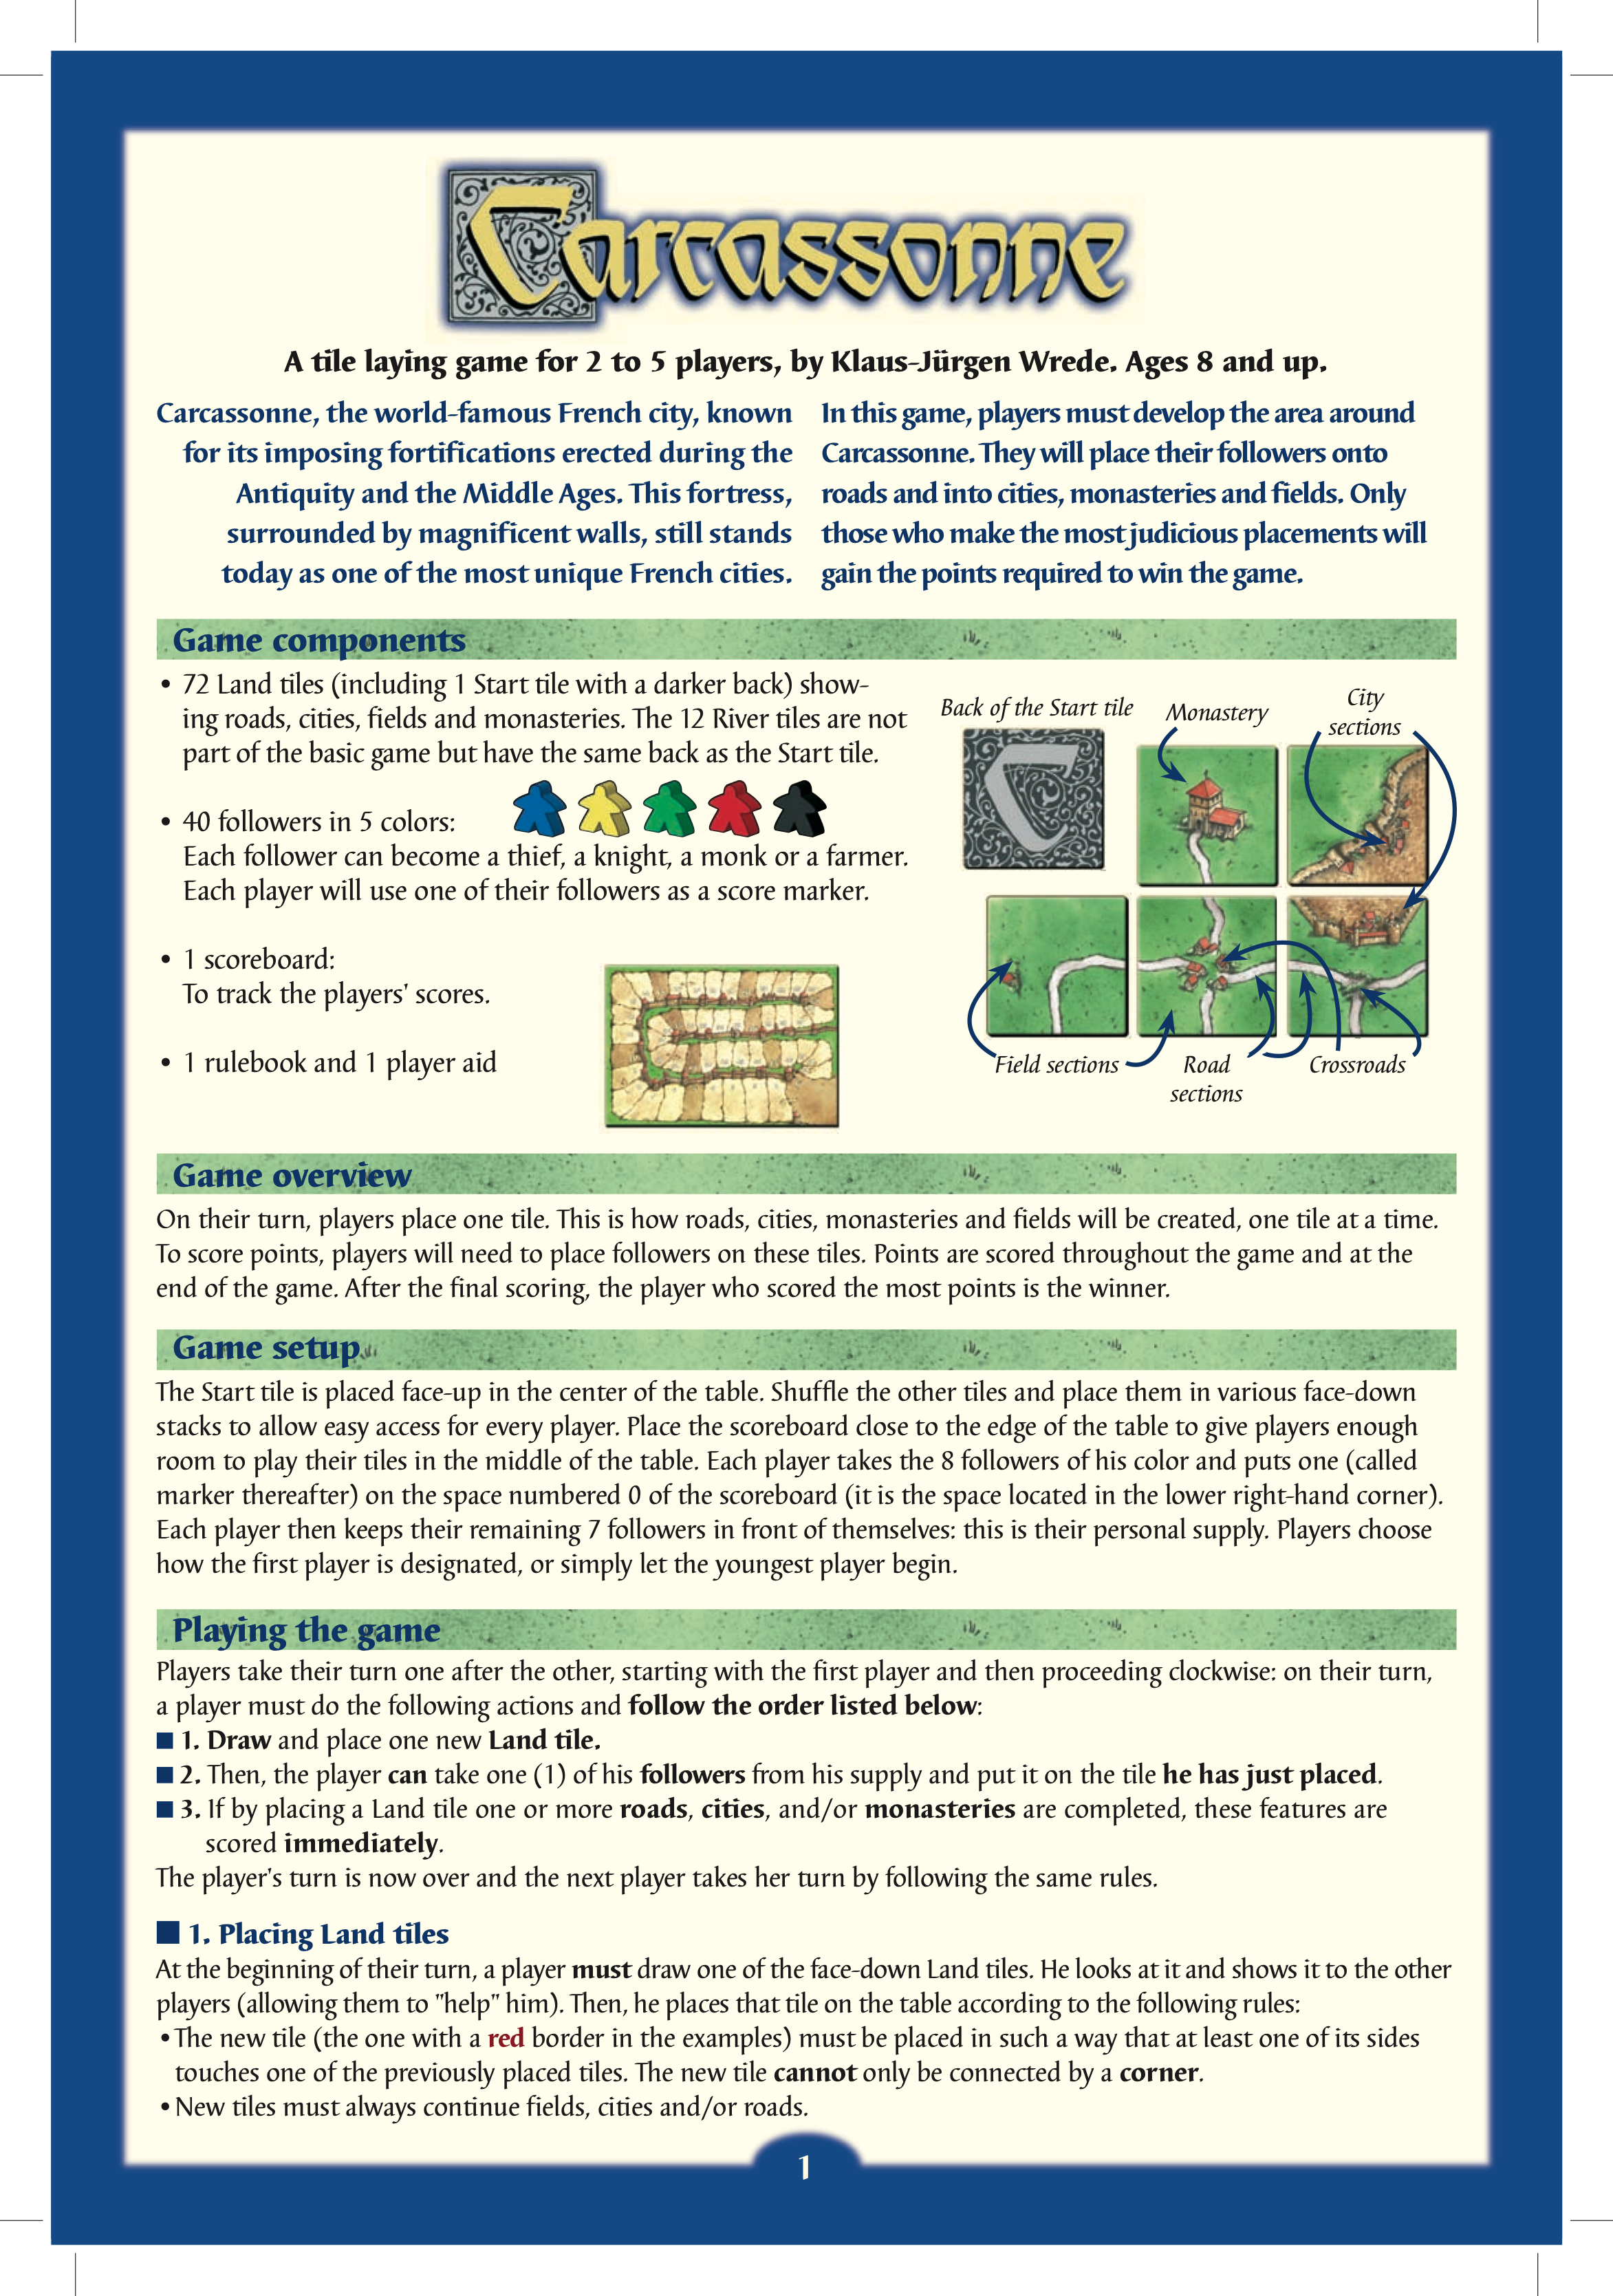 Carcassonne
A tile laying game for 2 to 5 players, by Klaus-Jürgen Wrede. Ages 8 and up.
Carcassonne, the world-famous French city, known
for its imposing fortifications erected during the
Antiquity and the Middle Ages. This fortress,
surrounded by magnificent walls, still stands
today as one of the most unique French cities.
In this game, players must develop the area around
Carcassonne. They will place their followers onto
roads and into cities, monasteries and fields. Only
those who make the most judicious placements will
gain the points required to win the game.
Game components
• 72 Land tiles (including 1 Start tile with a darker back) show-
ing roads, cities, fields and monasteries. The 12 River tiles are not
part of the basic game but have the same back as the Start tile.
• 40 followers in 5 colors:
Each follower can become a thief, a knight, a monk or a farmer.
Each player will use one of their followers as a score marker.
• 1 scoreboard:
To track the players' scores.
• 1 rulebook and 1 player aid
Back of the Start tile
Monastery
City
sections
C
Field sections
Road
sections
Crossroads
Game overview
On their turn, players place one tile. This is how roads, cities, monasteries and fields will be created, one tile at a time.
To score points, players will need to place followers on these tiles. Points are scored throughout the game and at the
end of the game. After the final scoring, the player who scored the most points is the winner.
Game setup
The Start tile is placed face-up in the center of the table. Shuffle the other tiles and place them in various face-down
stacks to allow easy access for every player. Place the scoreboard close to the edge of the table to give players enough
room to play their tiles in the middle of the table. Each player takes the 8 followers of his color and puts one (called
marker thereafter) on the space numbered 0 of the scoreboard (it is the space located in the lower right-hand corner).
Each player then keeps their remaining 7 followers in front of themselves: this is their personal supply. Players choose
how the first player is designated, or simply let the youngest player begin.
Playing the game
Players take their turn one after the other, starting with the first player and then proceeding clockwise: on their turn,
a player must do the following actions and follow the order listed below:
■ 1. Draw and place one new Land tile.
■ 2. Then, the player can take one (1) of his followers from his supply and put it on the tile he has just placed.
■ 3. If by placing a Land tile one or more roads, cities, and/or monasteries are completed, these features are
scored immediately.
The player's turn is now over and the next player takes her turn by following the same rules.
■ 1. Placing Land tiles
At the beginning of their turn, a player must draw one of the face-down Land tiles. He looks at it and shows it to the other
players (allowing them to "help" him). Then, he places that tile on the table according to the following rules:
• The new tile (the one with a red border in the examples) must be placed in such a way that at least one of its sides
touches one of the previously placed tiles. The new tile cannot only be connected by a corner.
• New tiles must always continue fields, cities and/or roads.
1